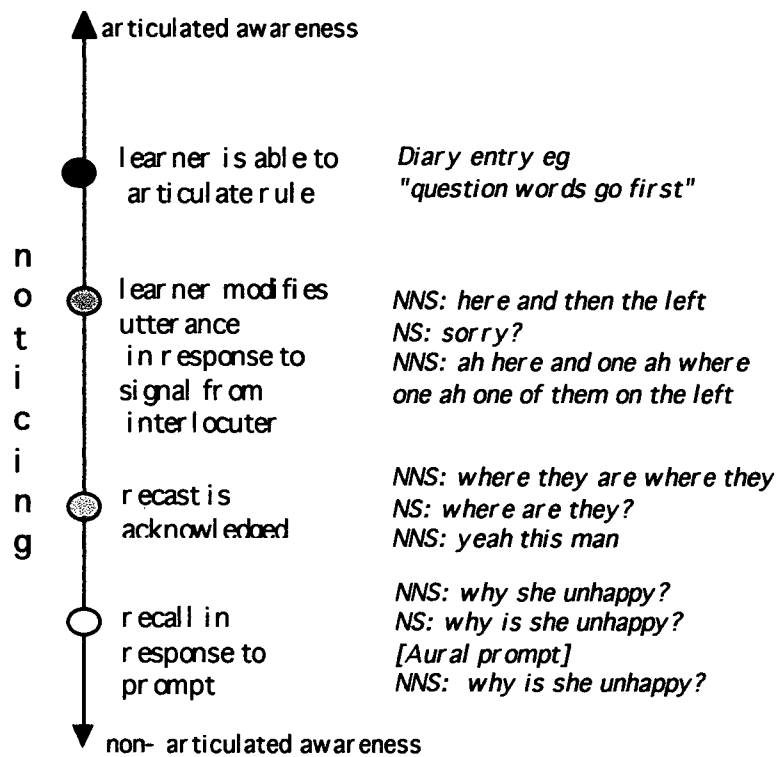 articulated awareness
learner is able to
articulate rule
Diary entry eg
"question words go first"
noticing
learner modifies
utterance
in response to
signal from
interlocuter
NNS: here and then the left
NS: sorry?
NNS: ah here and one ah where
one ah one of them on the left
recast is
acknowledged
NNS: where they are where they
NS: where are they?
NNS: yeah this man
recall in
response to
prompt
NNS: why she unhappy?
NS: why is she unhappy?
[Aural prompt]
NNS: why is she unhappy?
non- articulated awareness